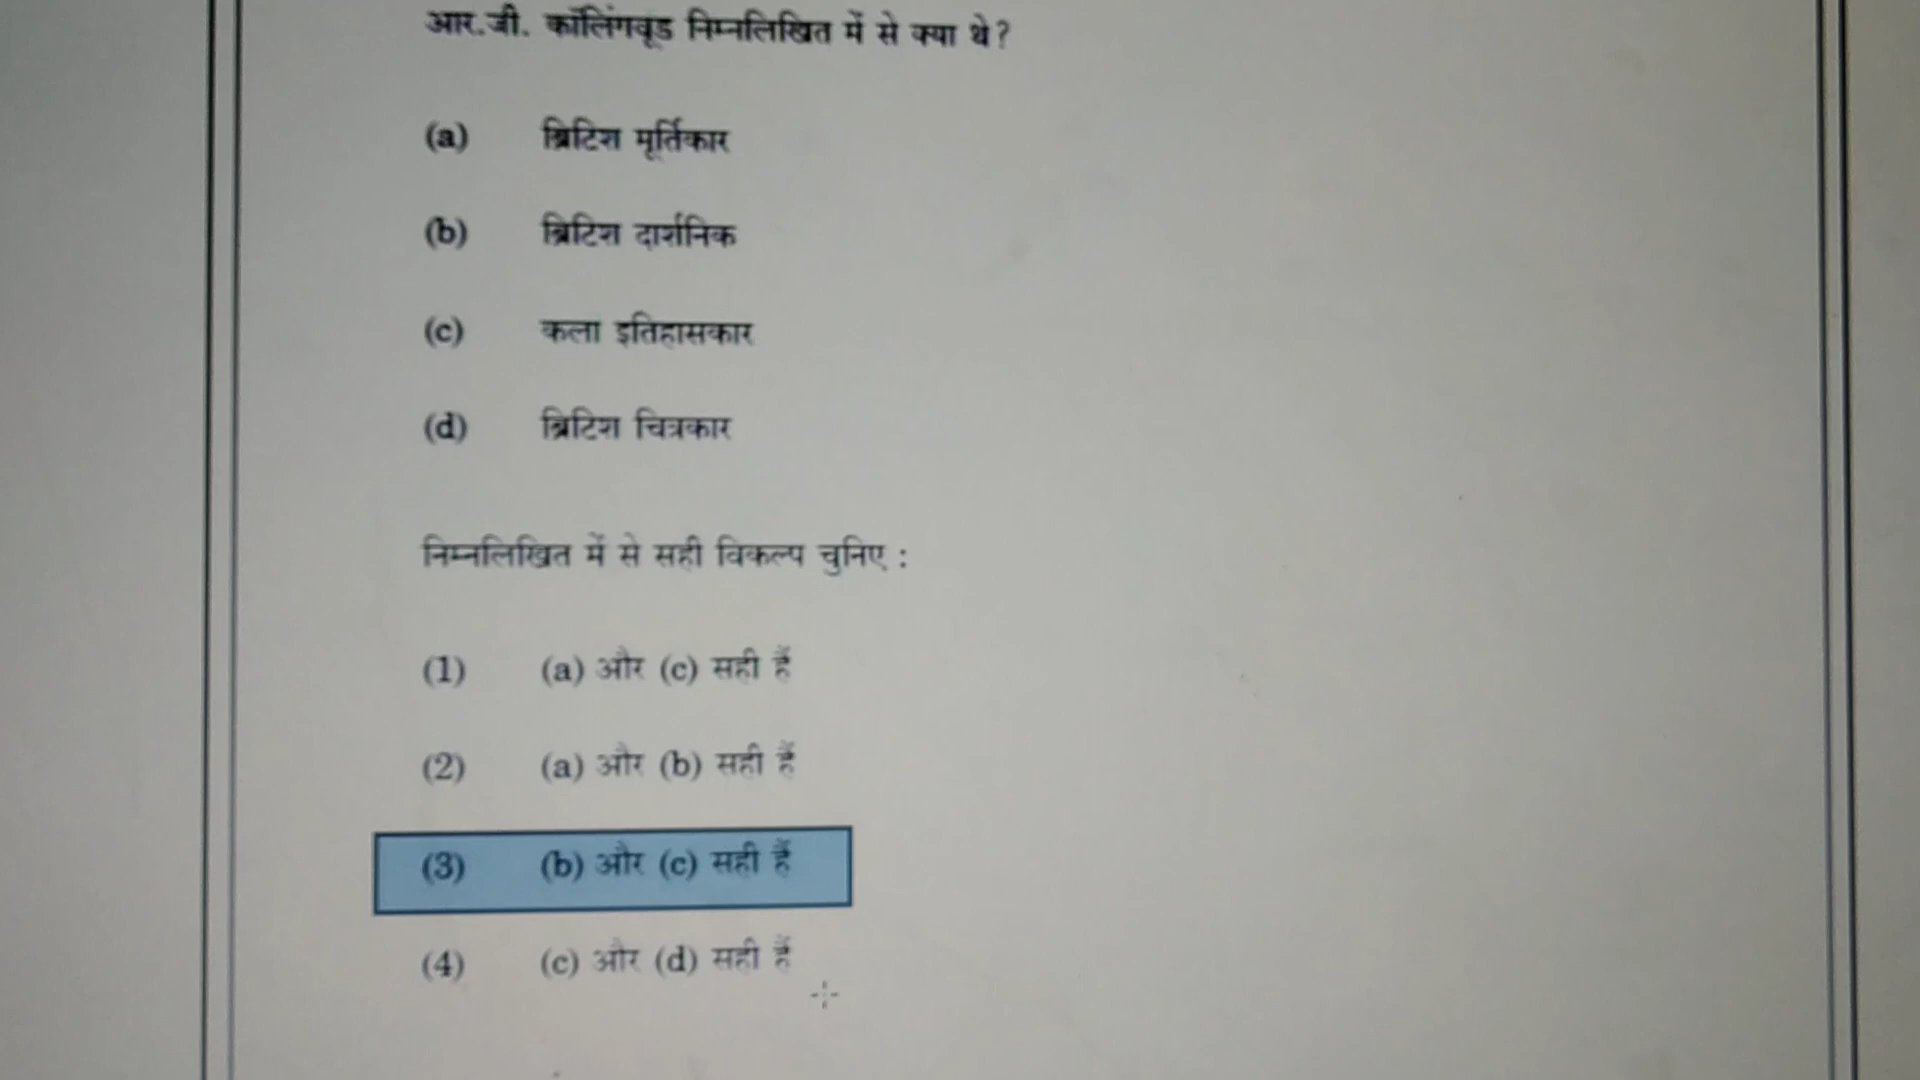 आर.जी. कॉलिंगवूड निम्नलिखित में से क्या थे?
(a) ब्रिटिश मूर्तिकार
(b) ब्रिटिश दार्शनिक
(c) कला इतिहासकार
(d) ब्रिटिश चित्रकार
निम्नलिखित में से सही विकल्प चुनिए :
(1) (a) और (c) सही हैं
(2) (a) और (b) सही हैं
(3) (b) और (c) सही हैं
(4) (c) और (d) सही हैं